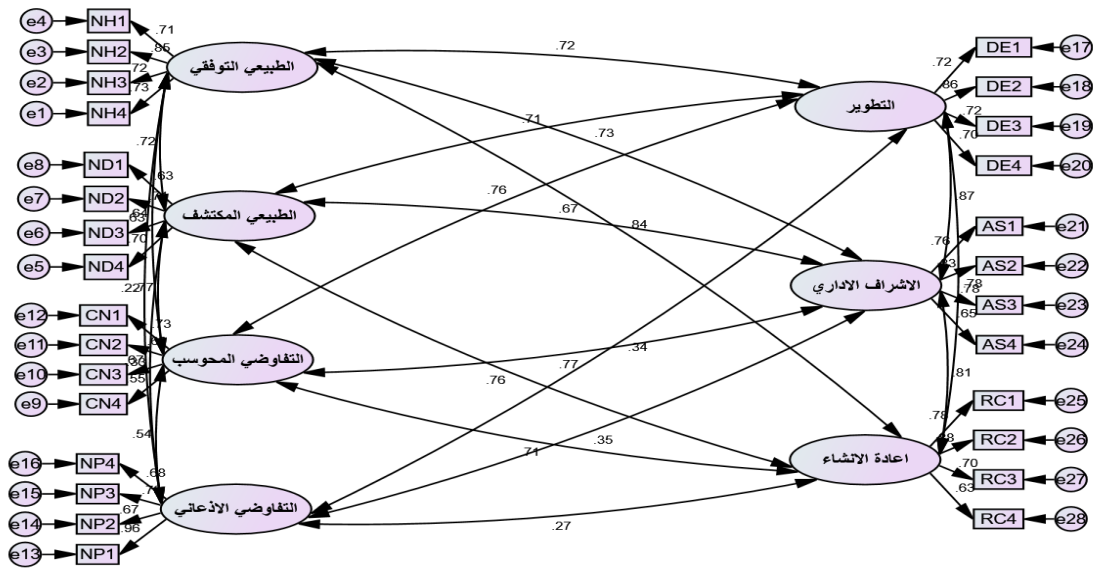 e4 NH1 .71
e3 NH2 .85
e2 NH3 .72
e1 NH4 .73
الطبيعي التوفقي
e8 ND1 .63
e7 ND2
e6 ND3
e5 ND4 .70
الطبيعي المكتشف
e12 CN1 .73
e11 CN2
e10 CN3
e9 CN4 .55
التفاوضي المحوسب
e16 NP4 .68
e15 NP3
e14 NP2 .67
e13 NP1 .96
التفاوضي الاذعاني
.72
.22
.77
.54
.72
.71
.73
.76
.67
.84
.34
.77
.76
.35
.71
.27
التطوير
.72 DE1 e17
.86 DE2 e18
.72 DE3 e19
.70 DE4 e20
.87
الاشراف الاداري
.76 AS1 e21
AS2 e22
.78 AS3 e23
.65 AS4 e24
.81
اعادة الانشاء
.78 RC1 e25
RC2 e26
.70 RC3 e27
.63 RC4 e28